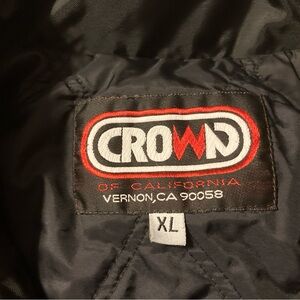 CROWN
OF CALIFORNIA
VERNON, CA 90058
XL